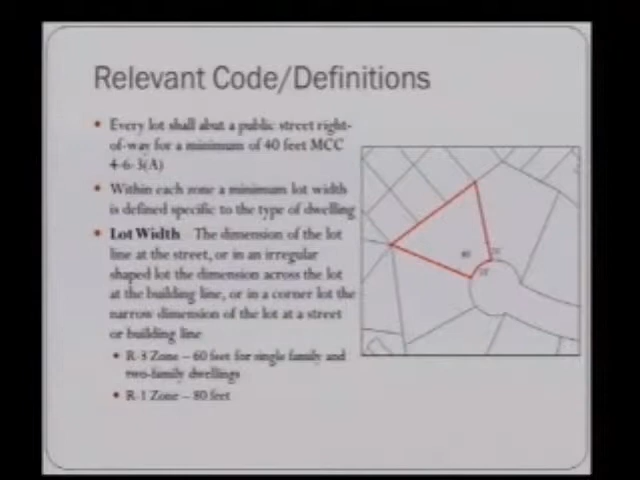 Relevant Code/Definitions
• Every lot shall abut a public street right-
of-way for a minimum of 40 feet MCC
4-6-3(A)
• Within each zone a minimum lot width
is defined specific to the type of dwelling
• Lot Width   The dimension of the lot
line at the street, or in an irregular
shaped lot the dimension across the lot
at the building line, or in a corner lot the
narrow dimension of the lot at a street
or building line
• R-3 Zone – 60 feet for single family and
two-family dwellings
• R-1 Zone – 80 feet